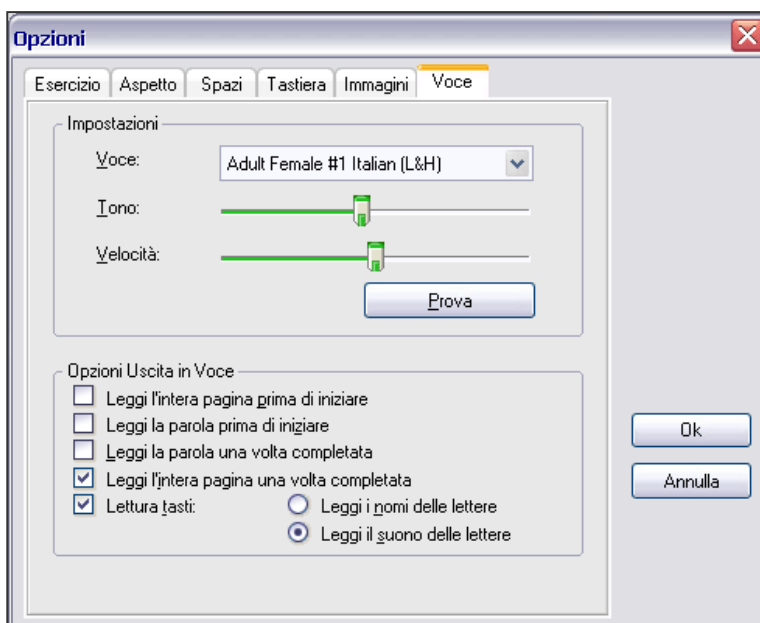 Opzioni
Esercizio Aspetto Spazi Tastiera Immagini Voce
Impostazioni
Voce: Adult Female #1 Italian (L&H)
Tono:
Velocità:
Prova
Opzioni Uscita in Voce
Leggi l'intera pagina prima di iniziare
Leggi la parola prima di iniziare
Leggi la parola una volta completata
Leggi l'intera pagina una volta completata
Lettura tasti: Leggi i nomi delle lettere
Leggi il suono delle lettere
Ok
Annulla